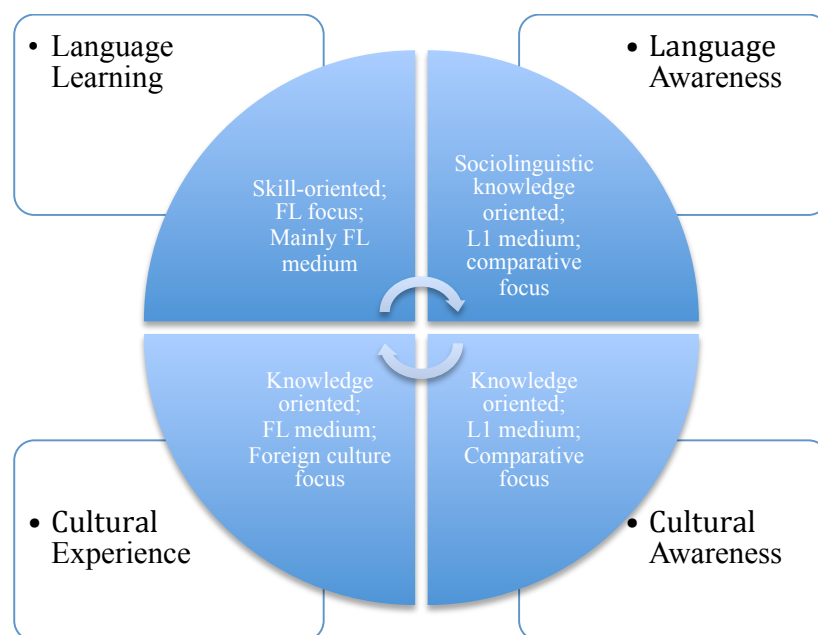 • Language
Learning
• Language
Awareness
Skill-oriented;
FL focus;
Mainly FL
medium
Sociolinguistic
knowledge
oriented;
L1 medium;
comparative
focus
Knowledge
oriented;
FL medium;
Foreign culture
focus
Knowledge
oriented;
L1 medium;
Comparative
focus
• Cultural
Experience
• Cultural
Awareness